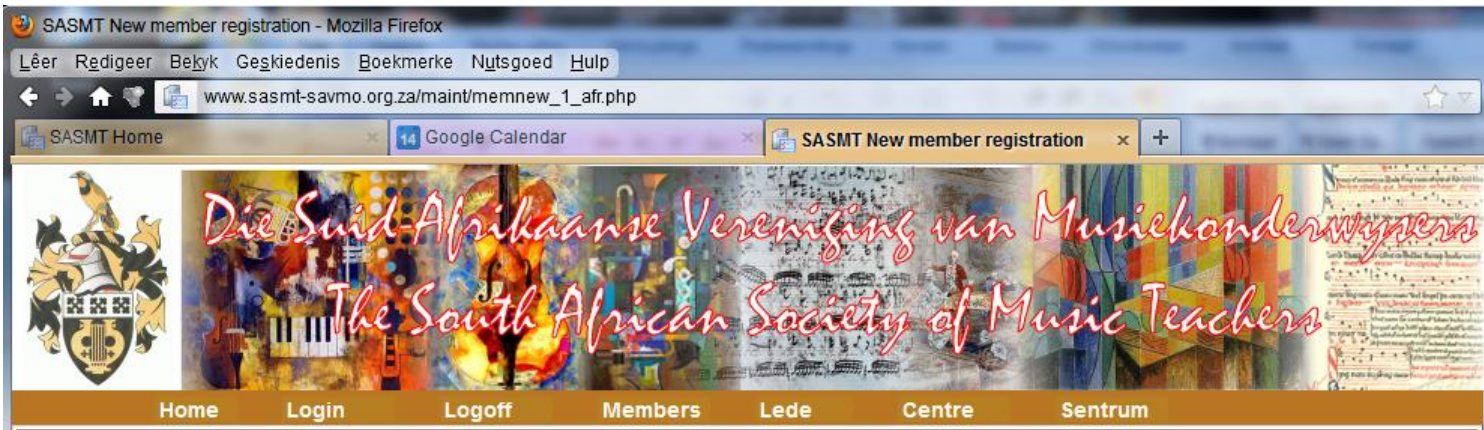 SASMT New member registration - Mozilla Firefox
Lêer Redigeer Bekyk Geskiedenis Boekmerke Nutsgoed Hulp
www.sasmt-savmo.org.za/maint/memnew_1_afr.php
SASMT Home 14 Google Calendar SASMT New member registration
Die Suid-Afrikaanse Vereniging van Musiekonderwysers
The South African Society of Music Teachers
Home Login Logoff Members Lede Centre Sentrum